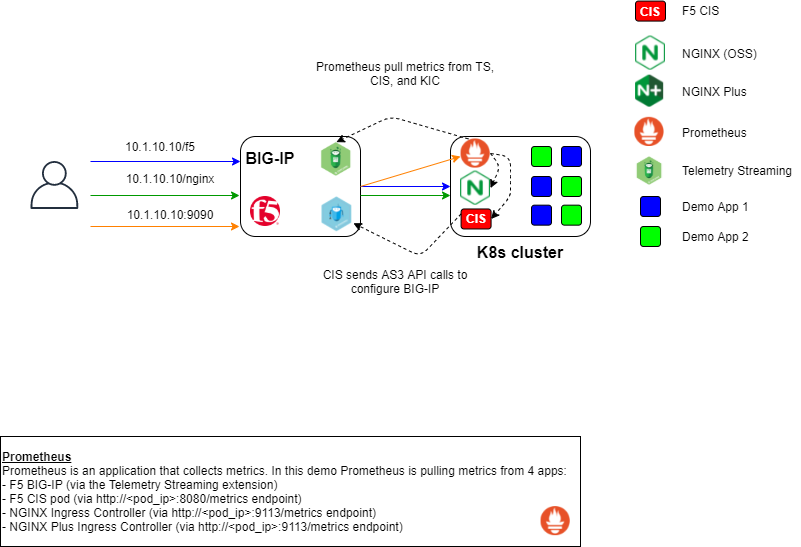 CIS
F5 CIS
NGINX (OSS)
N+
NGINX Plus
Prometheus
Telemetry Streaming
Demo App 1
Demo App 2
Prometheus pull metrics from TS,
CIS, and KIC
10.1.10.10/f5
10.1.10.10/nginx
10.1.10.10:9090
BIG-IP
f5
N
CIS
K8s cluster
CIS sends AS3 API calls to
configure BIG-IP
Prometheus
Prometheus is an application that collects metrics. In this demo Prometheus is pulling metrics from 4 apps:
- F5 BIG-IP (via the Telemetry Streaming extension)
- F5 CIS pod (via http://<pod_ip>:8080/metrics endpoint)
- NGINX Ingress Controller (via http://<pod_ip>:9113/metrics endpoint)
- NGINX Plus Ingress Controller (via http://<pod_ip>:9113/metrics endpoint)